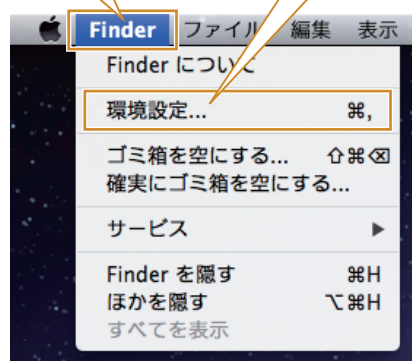 Finder ファイル 編集 表示
Finder について
環境設定... ⌘,
ゴミ箱を空にする... ⇧⌘⌫
確実にゴミ箱を空にする...
サービス ▶
Finder を隠す ⌘H
ほかを隠す ⌥⌘H
すべてを表示